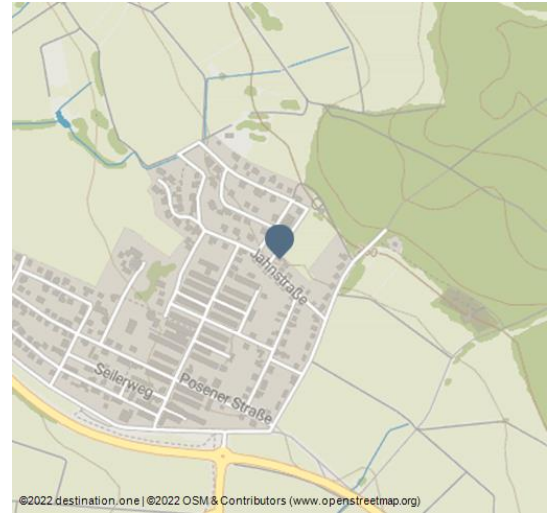 Jahnstraße
Seilerweg
Posener Straße
©2022 destination.one | ©2022 OSM & Contributors (www.openstreetmap.org)